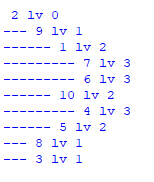 2 lv 0
--- 9 lv 1
------ 1 lv 2
--------- 7 lv 3
--------- 6 lv 3
------ 10 lv 2
--------- 4 lv 3
------ 5 lv 2
--- 8 lv 1
--- 3 lv 1